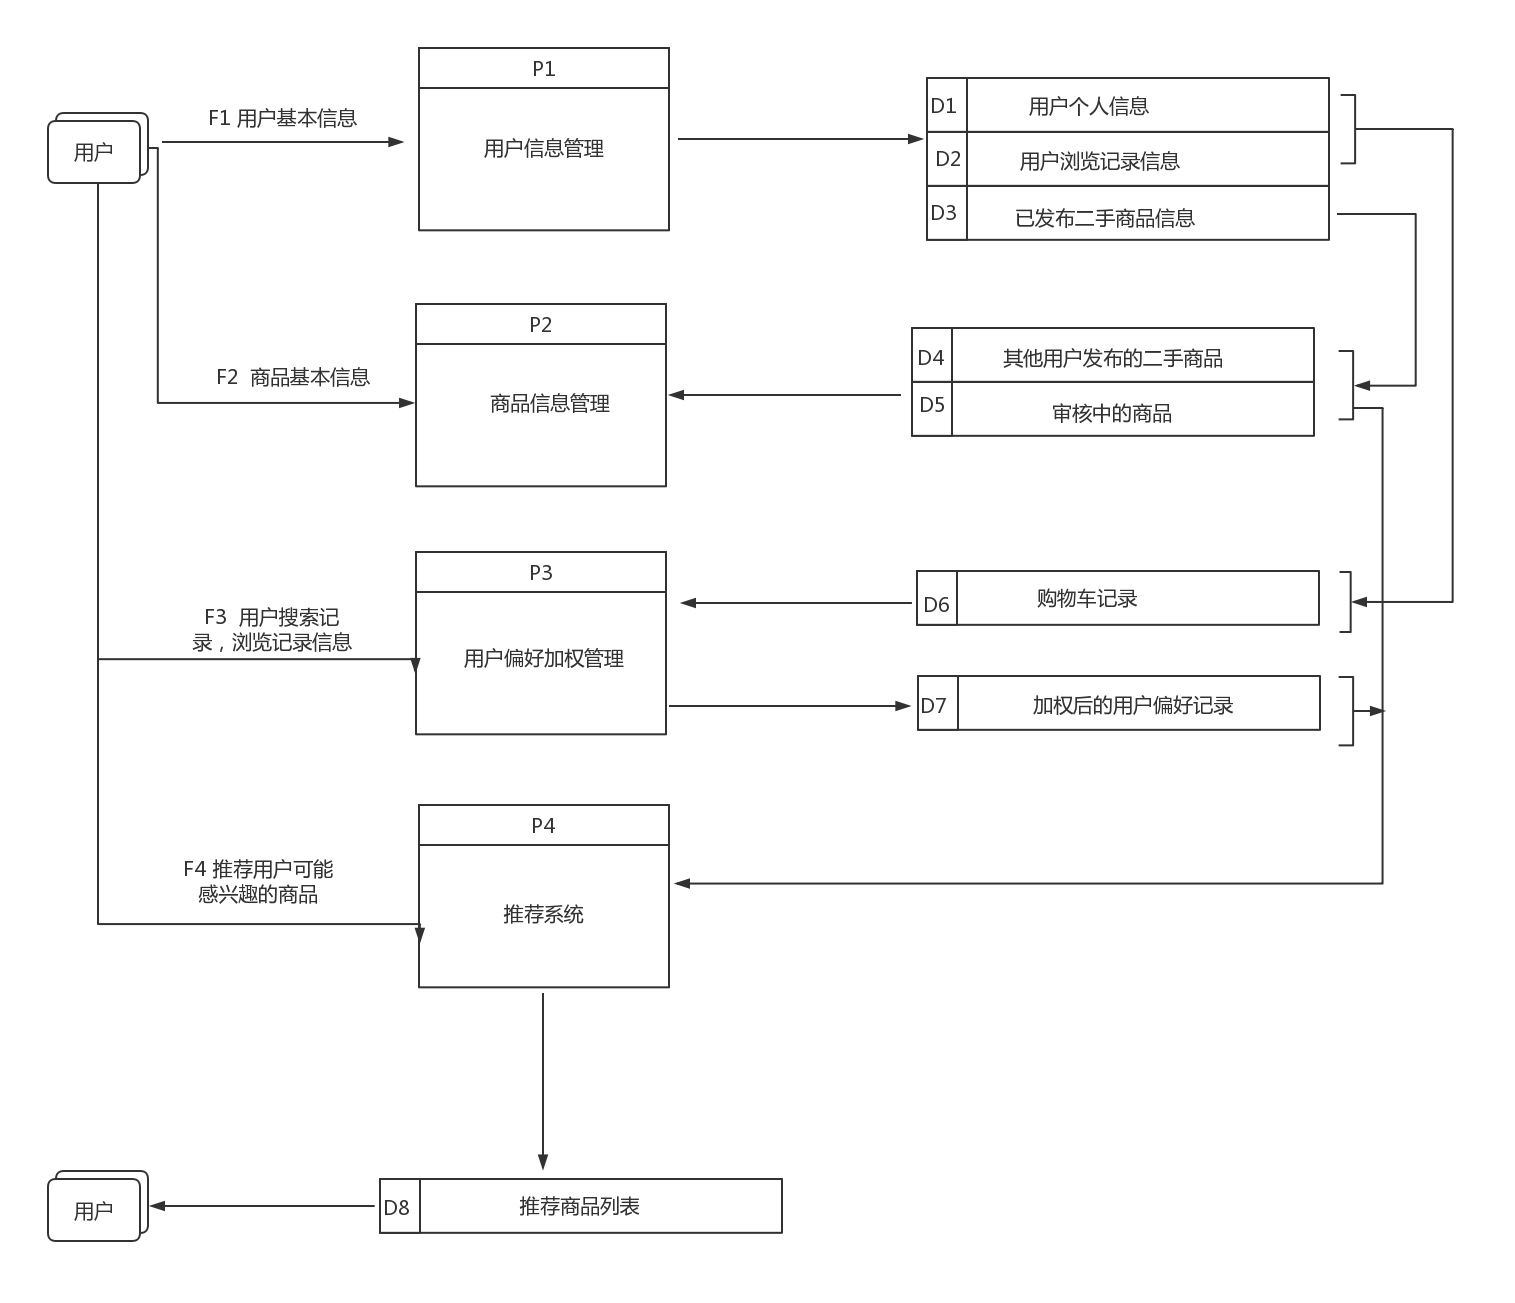 P1
用户信息管理
F1 用户基本信息
用户
D1 用户个人信息
D2 用户浏览记录信息
D3 已发布二手商品信息
P2
商品信息管理
F2 商品基本信息
D4 其他用户发布的二手商品
D5 审核中的商品
P3
用户偏好加权管理
F3 用户搜索记
录，浏览记录信息
D6 购物车记录
D7 加权后的用户偏好记录
P4
推荐系统
F4 推荐用户可能
感兴趣的商品
用户
D8 推荐商品列表